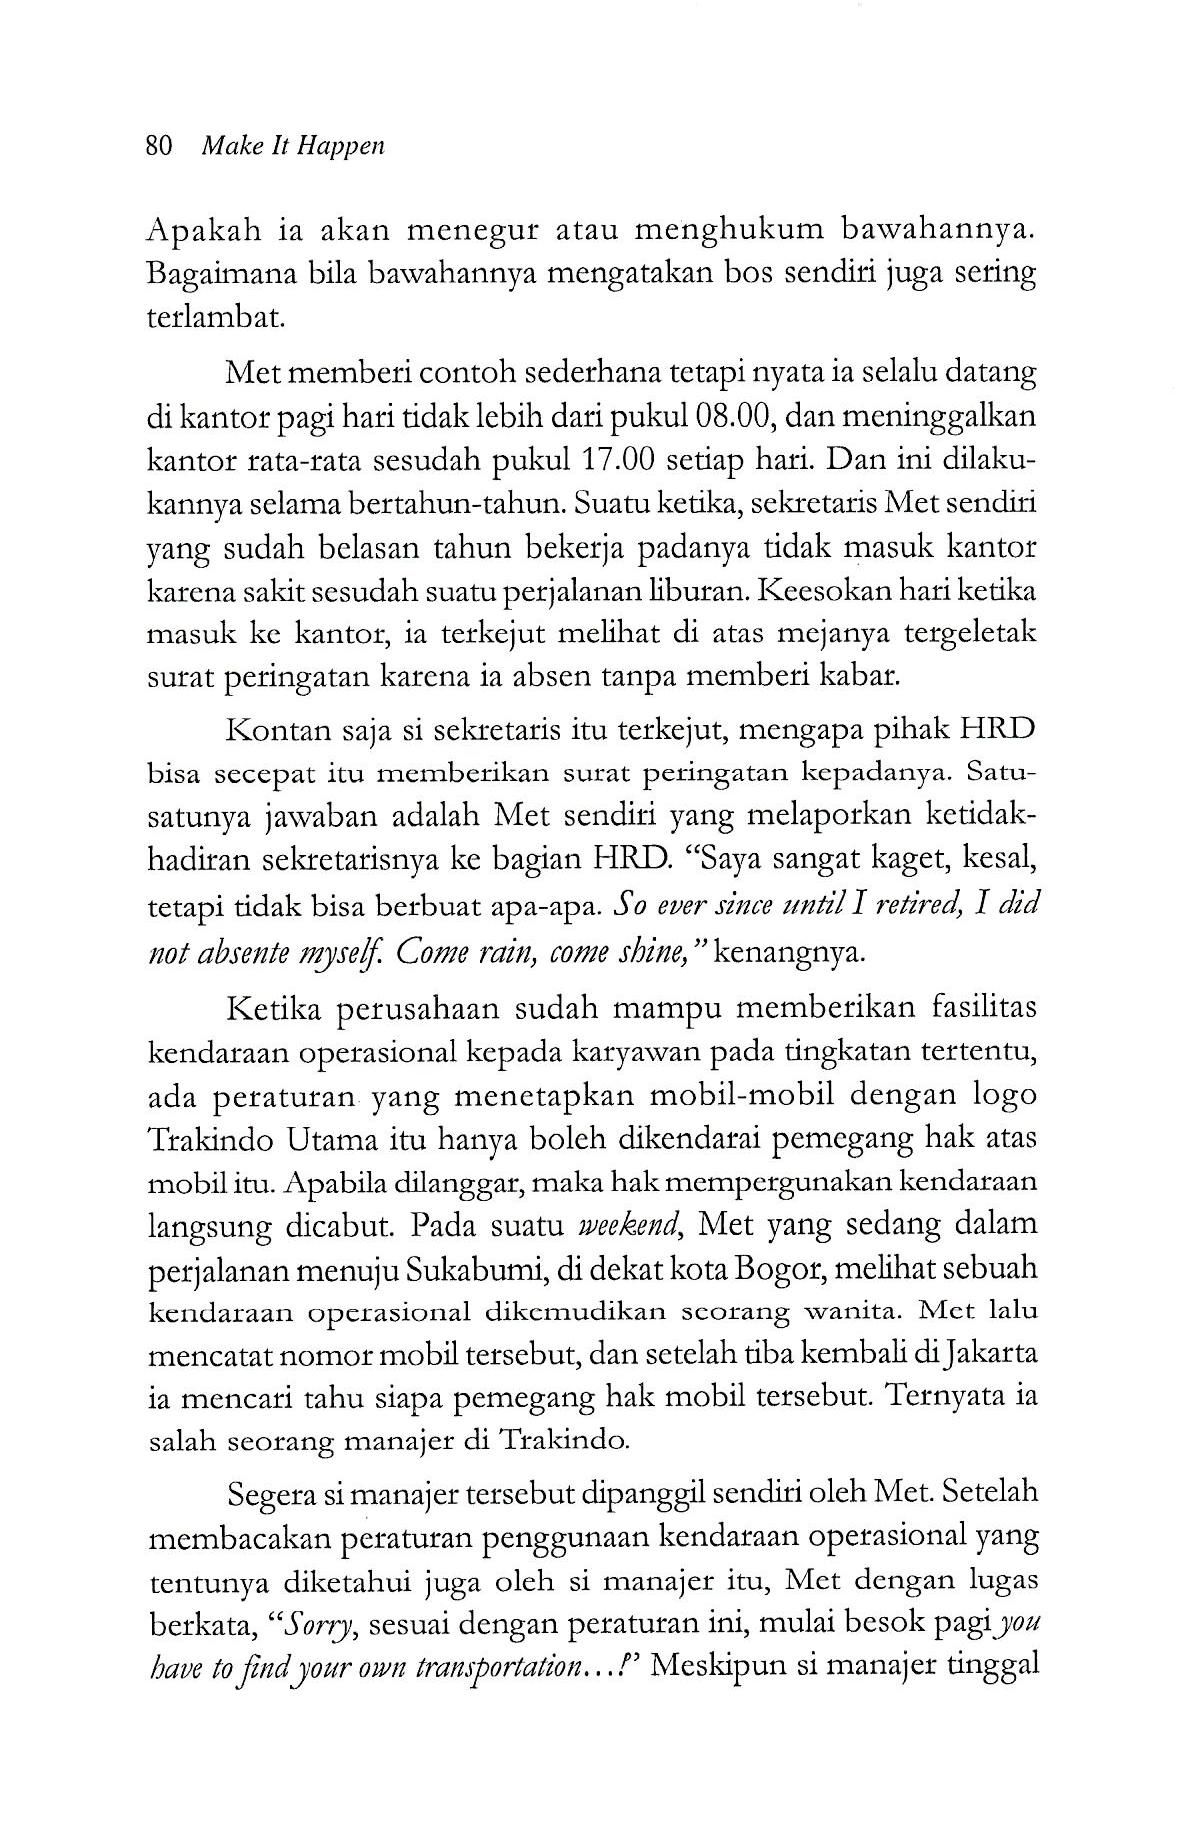 80 Make It Happen
Apakah ia akan menegur atau menghukum bawahannya.
Bagaimana bila bawahannya mengatakan bos sendiri juga sering
terlambat.
Met memberi contoh sederhana tetapi nyata ia selalu datang
di kantor pagi hari tidak lebih dari pukul 08.00, dan meninggalkan
kantor rata-rata sesudah pukul 17.00 setiap hari. Dan ini dilaku-
kannya selama bertahun-tahun. Suatu ketika, sekretaris Met sendiri
yang sudah belasan tahun bekerja padanya tidak masuk kantor
karena sakit sesudah suatu perjalanan liburan. Keesokan hari ketika
masuk ke kantor, ia terkejut melihat di atas mejanya tergeletak
surat peringatan karena ia absen tanpa memberi kabar.
Kontan saja si sekretaris itu terkejut, mengapa pihak HRD
bisa secepat itu memberikan surat peringatan kepadanya. Satu-
satunya jawaban adalah Met sendiri yang melaporkan ketidak-
hadiran sekretarisnya ke bagian HRD. “Saya sangat kaget, kesal,
tetapi tidak bisa berbuat apa-apa. So ever since until I retired, I did
not absente myself. Come rain, come shine,” kenangnya.
Ketika perusahaan sudah mampu memberikan fasilitas
kendaraan operasional kepada karyawan pada tingkatan tertentu,
ada peraturan yang menetapkan mobil-mobil dengan logo
Trakindo Utama itu hanya boleh dikendarai pemegang hak atas
mobil itu. Apabila dilanggar, maka hak mempergunakan kendaraan
langsung dicabut. Pada suatu weekend, Met yang sedang dalam
perjalanan menuju Sukabumi, di dekat kota Bogor, melihat sebuah
kendaraan operasional dikemudikan seorang wanita. Met lalu
mencatat nomor mobil tersebut, dan setelah tiba kembali di Jakarta
ia mencari tahu siapa pemegang hak mobil tersebut. Ternyata ia
salah seorang manajer di Trakindo.
Segera si manajer tersebut dipanggil sendiri oleh Met. Setelah
membacakan peraturan penggunaan kendaraan operasional yang
tentunya diketahui juga oleh si manajer itu, Met dengan lugas
berkata, “Sorry, sesuai dengan peraturan ini, mulai besok pagi you
have to find your own transportation...!” Meskipun si manajer tinggal